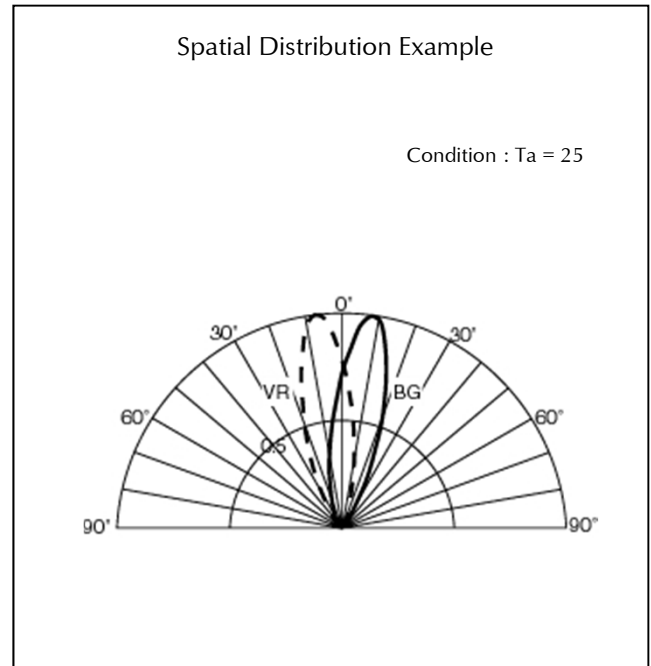 Spatial Distribution Example
Condition : Ta = 25
0°
30° 30°
VR BG
60° 60°
0.5
90° 90°